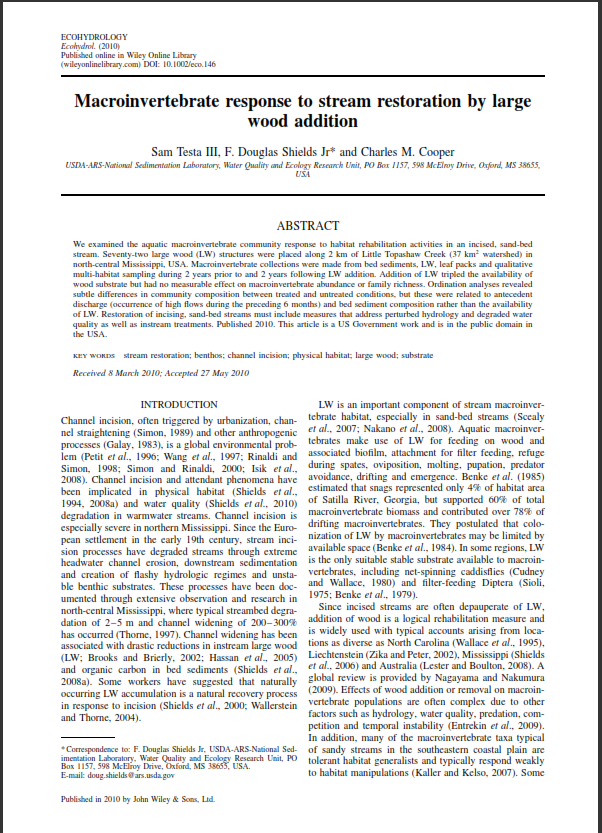 ECOHYDROLOGY
Ecohydrol. (2010)
Published online in Wiley Online Library
(wileyonlinelibrary.com) DOI: 10.1002/eco.146
Macroinvertebrate response to stream restoration by large
wood addition
Sam Testa III, F. Douglas Shields Jr* and Charles M. Cooper
USDA-ARS-National Sedimentation Laboratory, Water Quality and Ecology Research Unit, PO Box 1157, 598 McElroy Drive, Oxford, MS 38655,
USA
ABSTRACT
We examined the aquatic macroinvertebrate community response to habitat rehabilitation activities in an incised, sand-bed
stream. Seventy-two large wood (LW) structures were placed along 2 km of Little Topashaw Creek (37 km² watershed) in
north-central Mississippi, USA. Macroinvertebrate collections were made from bed sediments, LW, leaf packs and qualitative
multi-habitat sampling during 2 years prior to and 2 years following LW addition. Addition of LW tripled the availability of
wood substrate but had no measurable effect on macroinvertebrate abundance or family richness. Ordination analyses revealed
subtle differences in community composition between treated and untreated conditions, but these were related to antecedent
discharge (occurrence of high flows during the preceding 6 months) and bed sediment composition rather than the availability
of LW. Restoration of incising, sand-bed streams must include measures that address perturbed hydrology and degraded water
quality as well as instream treatments. Published 2010. This article is a US Government work and is in the public domain in
the USA.
KEY WORDS stream restoration; benthos; channel incision; physical habitat; large wood; substrate
Received 8 March 2010; Accepted 27 May 2010
INTRODUCTION
Channel incision, often triggered by urbanization, chan-
nel straightening (Simon, 1989) and other anthropogenic
processes (Galay, 1983), is a global environmental prob-
lem (Petit et al., 1996; Wang et al., 1997; Rinaldi and
Simon, 1998; Simon and Rinaldi, 2000; Isik et al.,
2008). Channel incision and attendant phenomena have
been implicated in physical habitat (Shields et al.,
1994, 2008a) and water quality (Shields et al., 2010)
degradation in warmwater streams. Channel incision is
especially severe in northern Mississippi. Since the Euro-
pean settlement in the early 19th century, stream inci-
sion processes have degraded streams through extreme
headwater channel erosion, downstream sedimentation
and creation of flashy hydrologic regimes and unsta-
ble benthic substrates. These processes have been doc-
umented through extensive observation and research in
north-central Mississippi, where typical streambed degra-
dation of 2–5 m and channel widening of 200–300%
has occurred (Thorne, 1997). Channel widening has been
associated with drastic reductions in instream large wood
(LW; Brooks and Brierly, 2002; Hassan et al., 2005)
and organic carbon in bed sediments (Shields et al.,
2008a). Some workers have suggested that naturally
occurring LW accumulation is a natural recovery process
in response to incision (Shields et al., 2000; Wallerstein
and Thorne, 2004).
* Correspondence to: F. Douglas Shields Jr, USDA-ARS-National Sed-
imentation Laboratory, Water Quality and Ecology Research Unit, PO
Box 1157, 598 McElroy Drive, Oxford, MS 38655, USA.
E-mail: doug.shields@ars.usda.gov
LW is an important component of stream macroinver-
tebrate habitat, especially in sand-bed streams (Scealy
et al., 2007; Nakano et al., 2008). Aquatic macroinver-
tebrates make use of LW for feeding on wood and
associated biofilm, attachment for filter feeding, refuge
during spates, oviposition, molting, pupation, predator
avoidance, drifting and emergence. Benke et al. (1985)
estimated that snags represented only 4% of habitat area
of Satilla River, Georgia, but supported 60% of total
macroinvertebrate biomass and contributed over 78% of
drifting macroinvertebrates. They postulated that colo-
nization of LW by macroinvertebrates may be limited by
available space (Benke et al., 1984). In some regions, LW
is the only suitable stable substrate available to macroin-
vertebrates, including net-spinning caddisflies (Cudney
and Wallace, 1980) and filter-feeding Diptera (Sioli,
1975; Benke et al., 1979).
Since incised streams are often depauperate of LW,
addition of wood is a logical rehabilitation measure and
is widely used with typical accounts arising from loca-
tions as diverse as North Carolina (Wallace et al., 1995),
Liechtenstein (Zika and Peter, 2002), Mississippi (Shields
et al., 2006) and Australia (Lester and Boulton, 2008). A
global review is provided by Nagayama and Nakumura
(2009). Effects of wood addition or removal on macroin-
vertebrate populations are often complex due to other
factors such as hydrology, water quality, predation, com-
petition and temporal instability (Entrekin et al., 2009).
In addition, many of the macroinvertebrate taxa typical
of sandy streams in the southeastern coastal plain are
tolerant habitat generalists and typically respond weakly
to habitat manipulations (Kaller and Kelso, 2007). Some
Published in 2010 by John Wiley & Sons, Ltd.